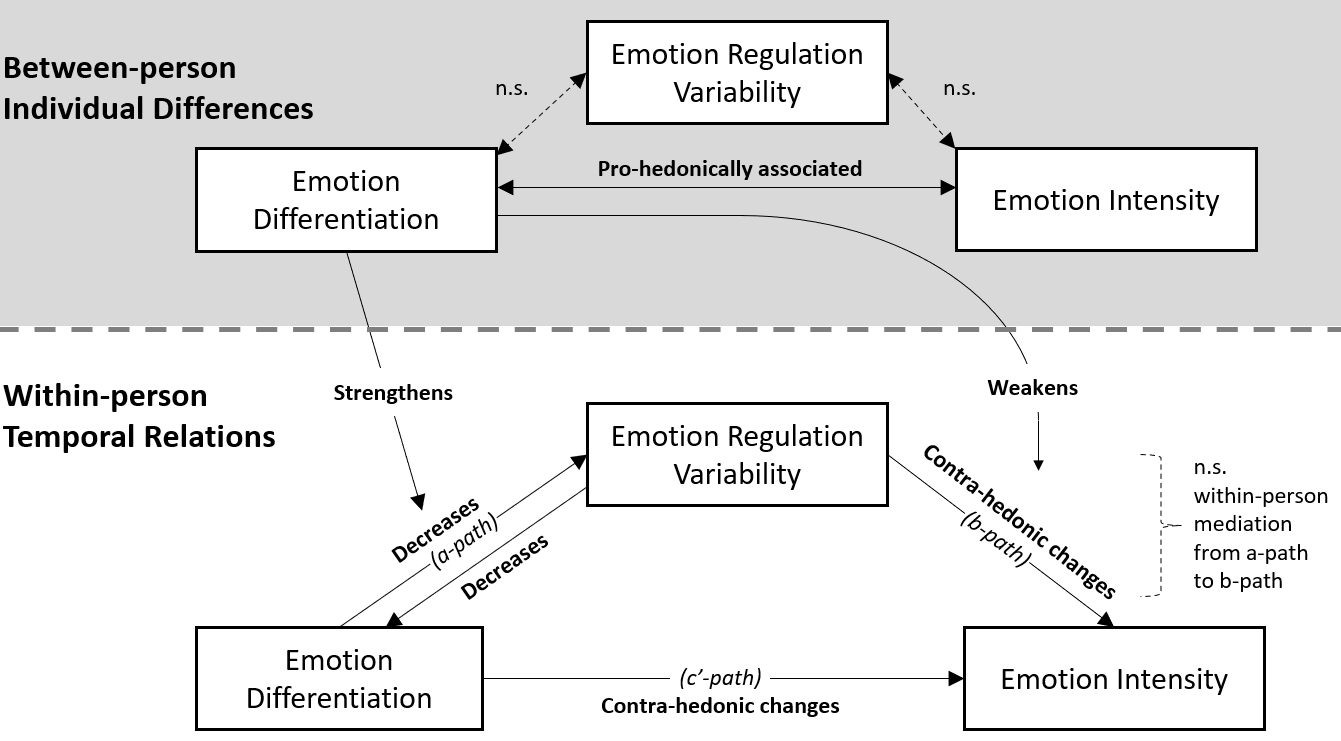 Between-person
Individual Differences
Emotion Regulation
Variability
n.s.
n.s.
Pro-hedonically associated
Emotion
Differentiation
Emotion Intensity
Within-person
Temporal Relations
Strengthens
Weakens
Emotion Regulation
Variability
Decreases
(a-path)
Decreases
Contra-hedonic changes
(b-path)
n.s.
within-person
mediation
from a-path
to b-path
Emotion
Differentiation
(c’-path)
Contra-hedonic changes
Emotion Intensity